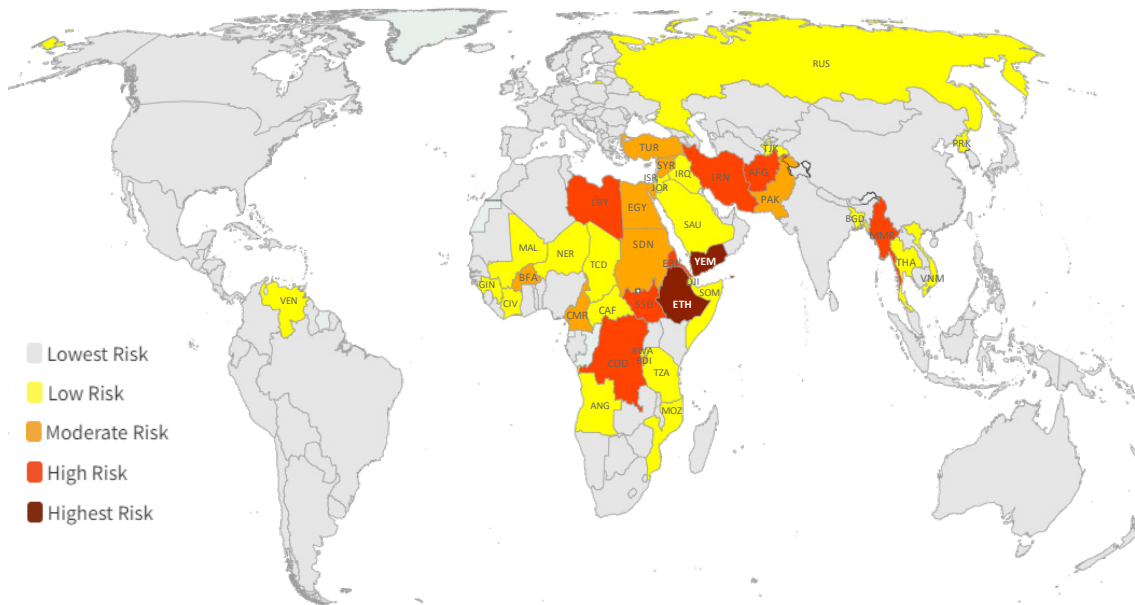 RUS
PRK
TJK
TUR
SYR
ISR
IRQ
JOR
IRN
AFG
PAK
LBY
EGY
SAU
BGD
MMR
MAL
NER
TCD
SDN
ERI
YEM
THA
VNM
GIN
BFA
CIV
DJI
SOM
ETH
VEN
CMR
CAF
SSD
COD
RWA
BDI
TZA
ANG
MOZ
Lowest Risk
Low Risk
Moderate Risk
High Risk
Highest Risk